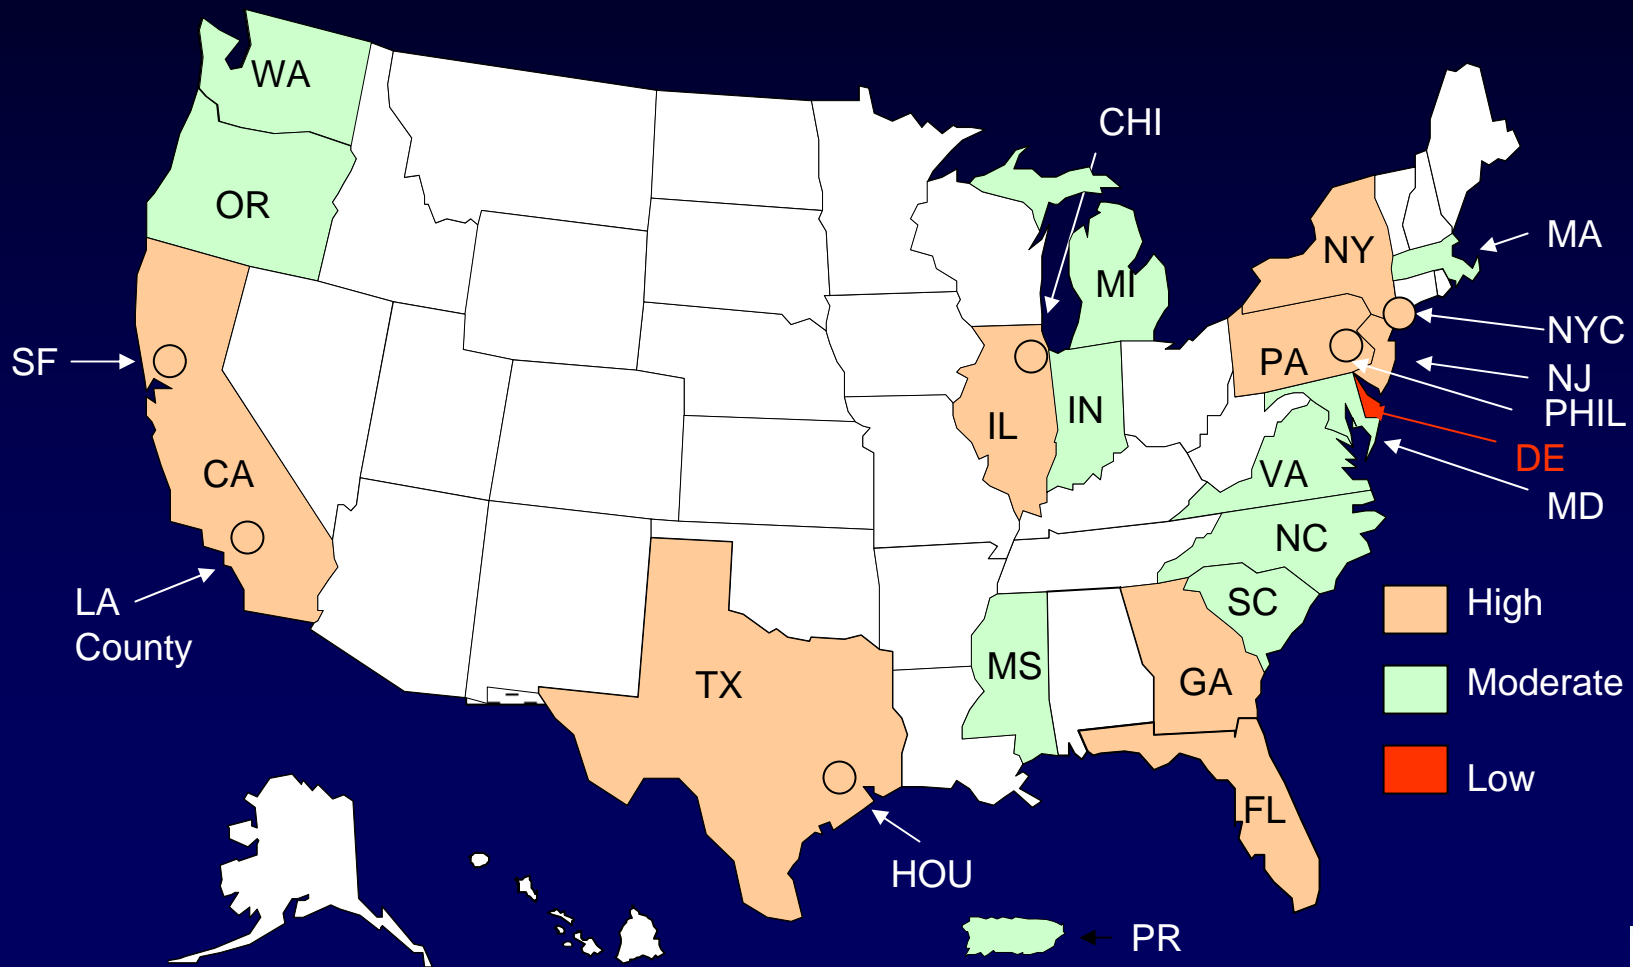 WA
CHI
OR
MA
NY
MI
NYC
SF
PA
NJ
PHIL
IN
IL
DE
CA
VA
MD
NC
LA
County
SC
High
MS
TX
GA
Moderate
Low
FL
HOU
PR